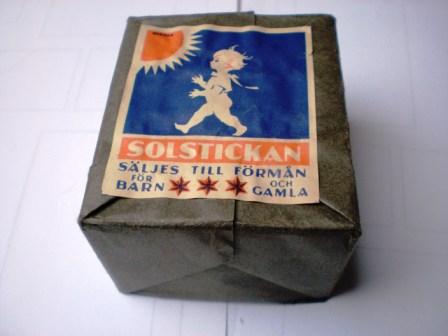 SOLSTICKAN
SÄLJES TILL FÖRMÅN
FÖR OCH
BARN GAMLA